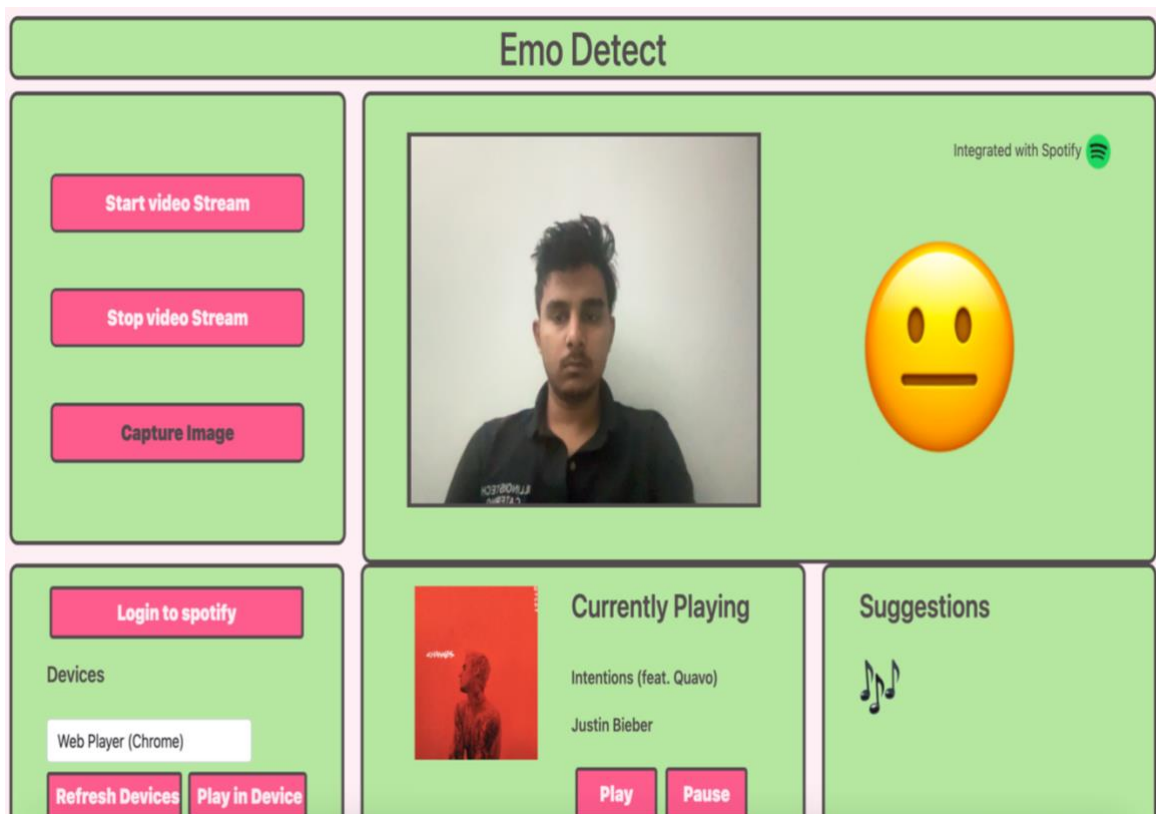 Emo Detect
Start video Stream
Stop video Stream
Capture Image
Integrated with Spotify
ILLINOISTECH
Login to spotify
Devices
Web Player (Chrome)
Refresh Devices
Play in Device
Currently Playing
Intentions (feat. Quavo)
Justin Bieber
Play
Pause
Suggestions